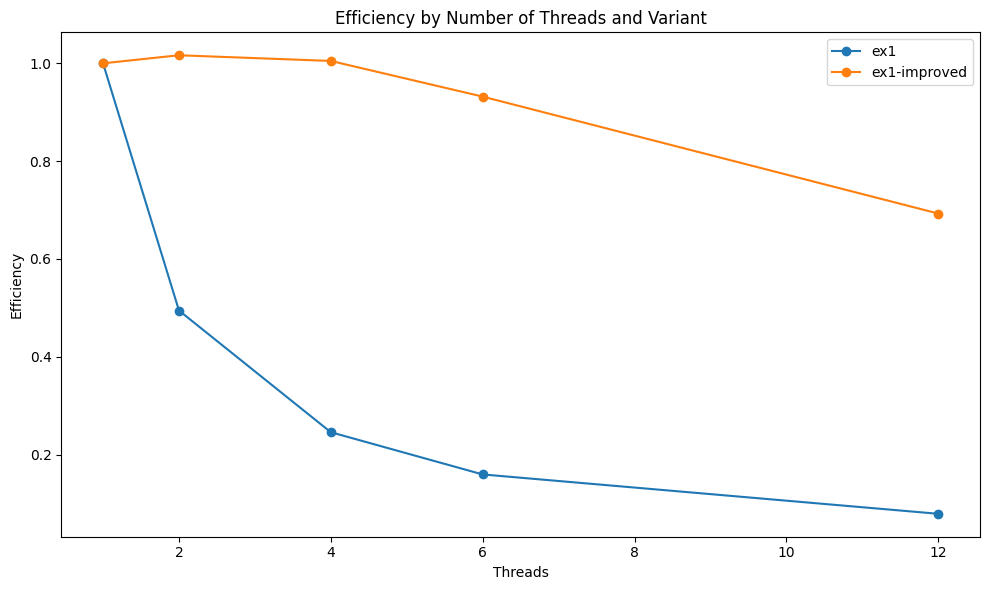 Efficiency by Number of Threads and Variant
ex1
ex1-improved
Efficiency
1.0
0.8
0.6
0.4
0.2
2 4 6 8 10 12
Threads